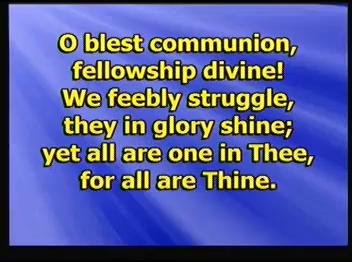 O blest communion,
fellowship divine!
We feebly struggle,
they in glory shine;
yet all are one in Thee,
for all are Thine.